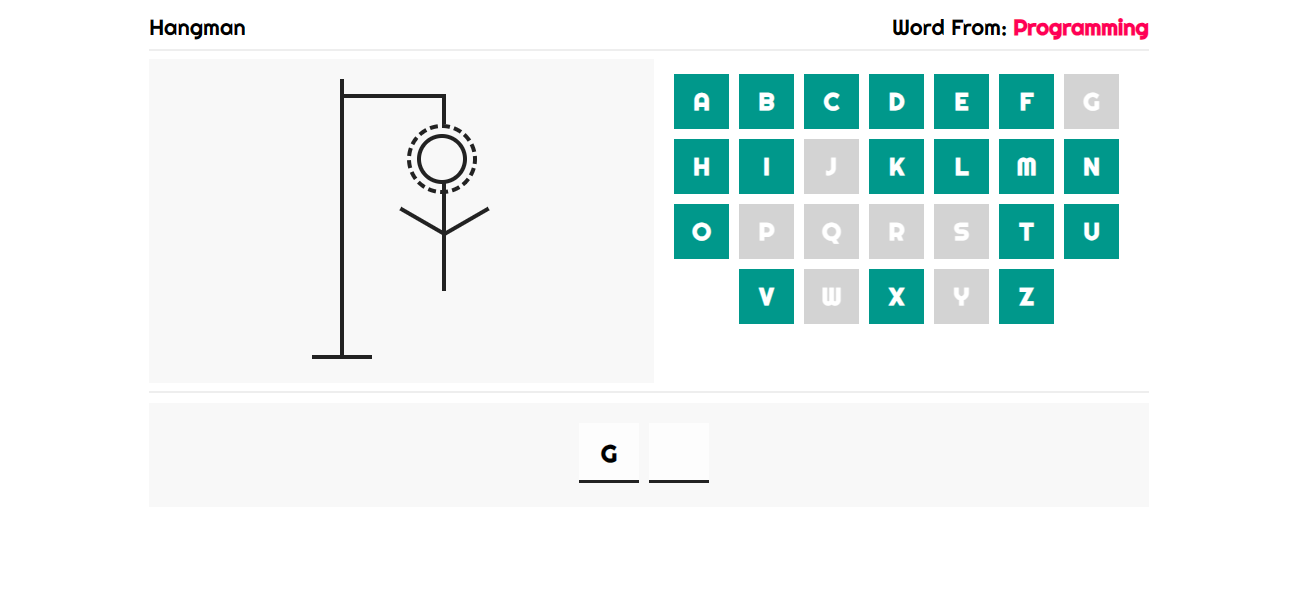 Hangman
Word From: Programming
A B C D E F G
H I J K L M N
O P Q R S T U
V W X Y Z
G